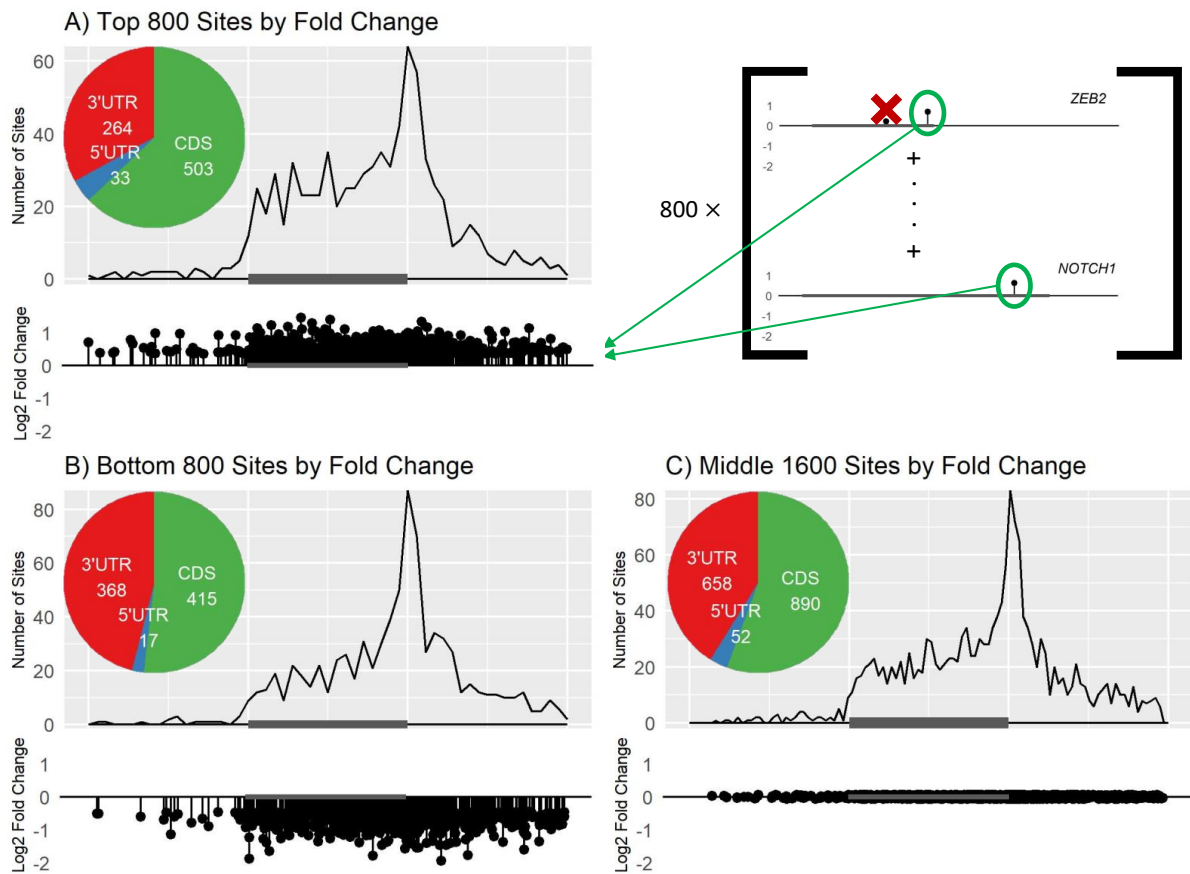 A) Top 800 Sites by Fold Change
Number of Sites
60
40
20
0
3'UTR
264
5'UTR
33
CDS
503
Log2 Fold Change
1
0
-1
-2
800 ×
1
0
-1
-2
ZEB2
+
.
.
.
+
1
0
-1
-2
NOTCH1
B) Bottom 800 Sites by Fold Change
Number of Sites
80
60
40
20
0
3'UTR
368
5'UTR
17
CDS
415
Log2 Fold Change
1
0
-1
-2
C) Middle 1600 Sites by Fold Change
Number of Sites
80
60
40
20
0
3'UTR
658
5'UTR
52
CDS
890
Log2 Fold Change
1
0
-1
-2